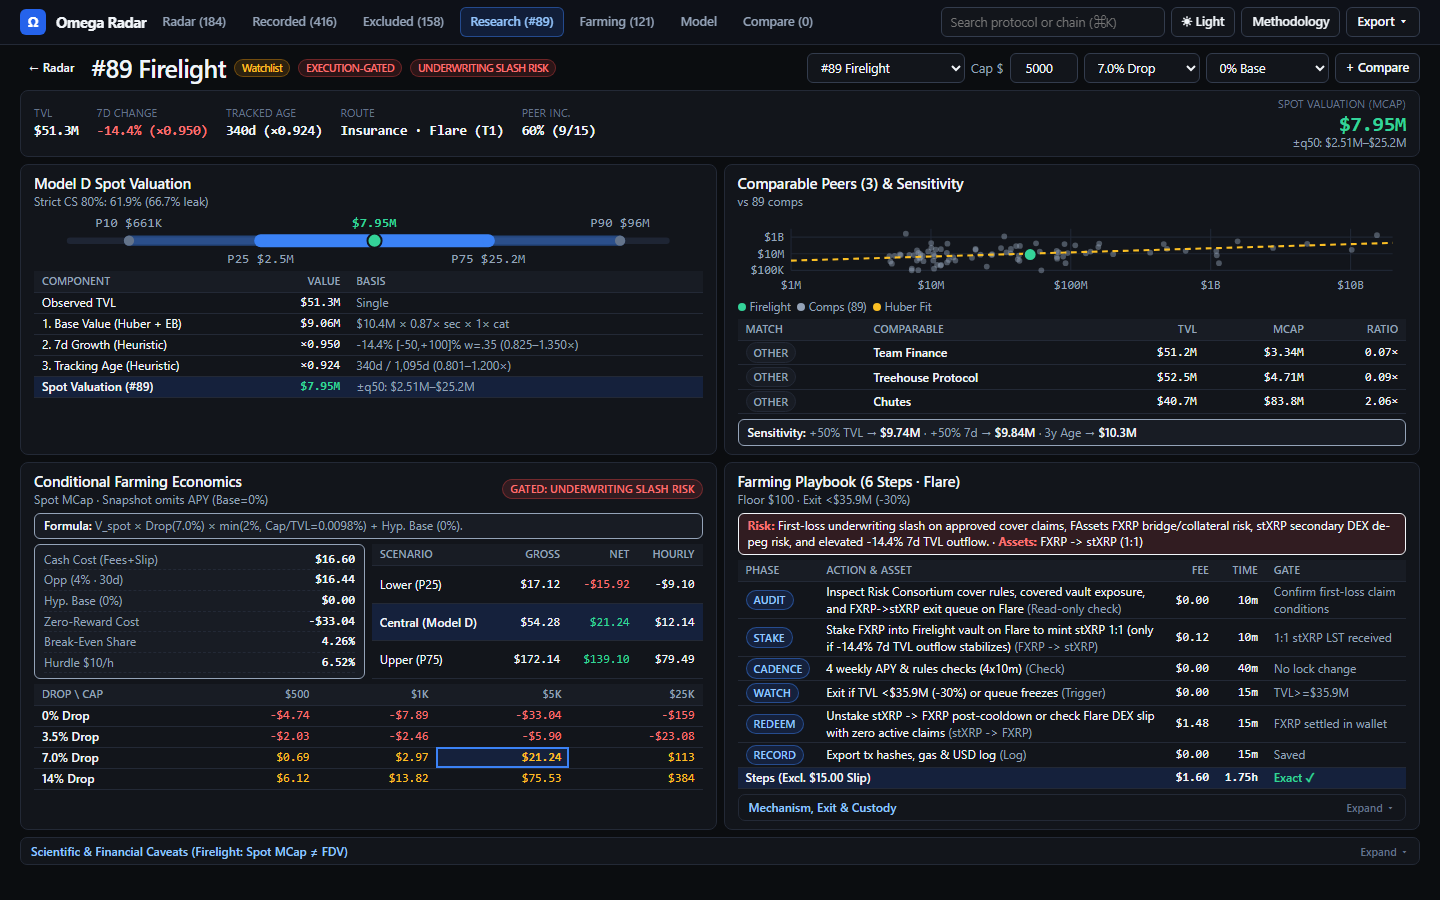 Ω Omega Radar Radar (184) Recorded (416) Excluded (158) Research (#89) Farming (121) Model Compare (0) Search protocol or chain (⌘K) ☀ Light Methodology Export ▾
← Radar #89 Firelight Watchlist EXECUTION-GATED UNDERWRITING SLASH RISK #89 Firelight Cap $ 5000 7.0% Drop 0% Base + Compare
TVL 7D CHANGE TRACKED AGE ROUTE PEER INC. SPOT VALUATION (MCAP)
$51.3M -14.4% (×0.950) 340d (×0.924) Insurance · Flare (T1) 60% (9/15) $7.95M
±q50: $2.51M–$25.2M
Model D Spot Valuation
Strict CS 80%: 61.9% (66.7% leak)
P10 $661K $7.95M P90 $96M
P25 $2.5M P75 $25.2M
COMPONENT VALUE BASIS
Observed TVL $51.3M Single
1. Base Value (Huber + EB) $9.06M $10.4M × 0.87× sec × 1× cat
2. 7d Growth (Heuristic) ×0.950 -14.4% [-50,+100]% w=.35 (0.825–1.350×)
3. Tracking Age (Heuristic) ×0.924 340d / 1,095d (0.801–1.200×)
Spot Valuation (#89) $7.95M ±q50: $2.51M–$25.2M
Comparable Peers (3) & Sensitivity
vs 89 comps
$1B
$10M
$100K
$1M $10M $100M $1B $10B
Firelight Comps (89) Huber Fit
MATCH COMPARABLE TVL MCAP RATIO
OTHER Team Finance $51.2M $3.34M 0.07×
OTHER Treehouse Protocol $52.5M $4.71M 0.09×
OTHER Chutes $40.7M $83.8M 2.06×
Sensitivity: +50% TVL → $9.74M · +50% 7d → $9.84M · 3y Age → $10.3M
Conditional Farming Economics
Spot MCap · Snapshot omits APY (Base=0%)
GATED: UNDERWRITING SLASH RISK
Formula: V_spot × Drop(7.0%) × min(2%, Cap/TVL=0.0098%) + Hyp. Base (0%).
Cash Cost (Fees+Slip) $16.60
Opp (4% · 30d) $16.44
Hyp. Base (0%) $0.00
Zero-Reward Cost -$33.04
Break-Even Share 4.26%
Hurdle $10/h 6.52%
SCENARIO GROSS NET HOURLY
Lower (P25) $17.12 -$15.92 -$9.10
Central (Model D) $54.28 $21.24 $12.14
Upper (P75) $172.14 $139.10 $79.49
DROP \ CAP $500 $1K $5K $25K
0% Drop -$4.74 -$7.89 -$33.04 -$159
3.5% Drop -$2.03 -$2.46 -$5.90 -$23.08
7.0% Drop $0.69 $2.97 $21.24 $113
14% Drop $6.12 $13.82 $75.53 $384
Farming Playbook (6 Steps · Flare)
Floor $100 · Exit <$35.9M (-30%)
Risk: First-loss underwriting slash on approved cover claims, FAssets FXRP bridge/collateral risk, stXRP secondary DEX de-
peg risk, and elevated -14.4% 7d TVL outflow. · Assets: FXRP -> stXRP (1:1)
PHASE ACTION & ASSET FEE TIME GATE
AUDIT Inspect Risk Consortium cover rules, covered vault exposure, and FXRP->stXRP exit queue on Flare (Read-only check) $0.00 10m Confirm first-loss claim conditions
STAKE Stake FXRP into Firelight vault on Flare to mint stXRP 1:1 (only if -14.4% 7d TVL outflow stabilizes) (FXRP -> stXRP) $0.12 10m 1:1 stXRP LST received
CADENCE 4 weekly APY & rules checks (4x10m) (Check) $0.00 40m No lock change
WATCH Exit if TVL <$35.9M (-30%) or queue freezes (Trigger) $0.00 15m TVL>=$35.9M
REDEEM Unstake stXRP -> FXRP post-cooldown or check Flare DEX slip with zero active claims (stXRP -> FXRP) $1.48 15m FXRP settled in wallet
RECORD Export tx hashes, gas & USD log (Log) $0.00 15m Saved
Steps (Excl. $15.00 Slip) $1.60 1.75h Exact ✓
Mechanism, Exit & Custody Expand ▾
Scientific & Financial Caveats (Firelight: Spot MCap ≠ FDV) Expand ▾